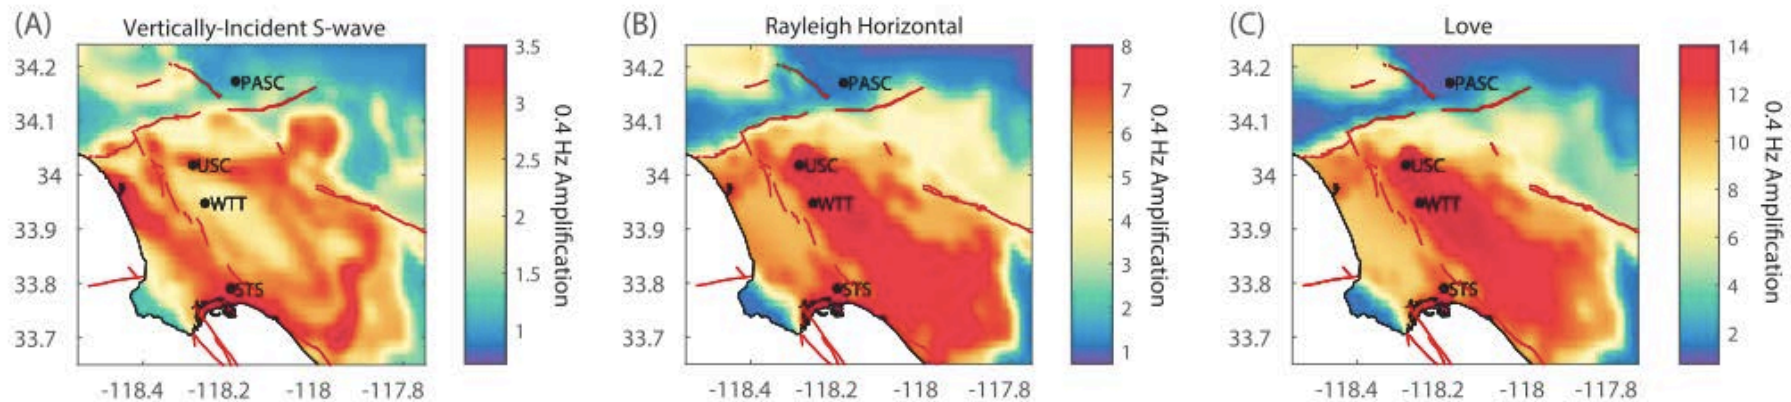 (A) Vertically-Incident S-wave
34.2
34.1
34
33.9
33.8
33.7
-118.4 -118.2 -118 -117.8
PASC
USC
WTT
STS
3.5
3
2.5
2
1.5
1
0.4 Hz Amplification
(B) Rayleigh Horizontal
34.2
34.1
34
33.9
33.8
33.7
-118.4 -118.2 -118 -117.8
PASC
USC
WTT
STS
8
7
6
5
4
3
2
1
0.4 Hz Amplification
(C) Love
34.2
34.1
34
33.9
33.8
33.7
-118.4 -118.2 -118 -117.8
PASC
USC
WTT
STS
14
12
10
8
6
4
2
0.4 Hz Amplification